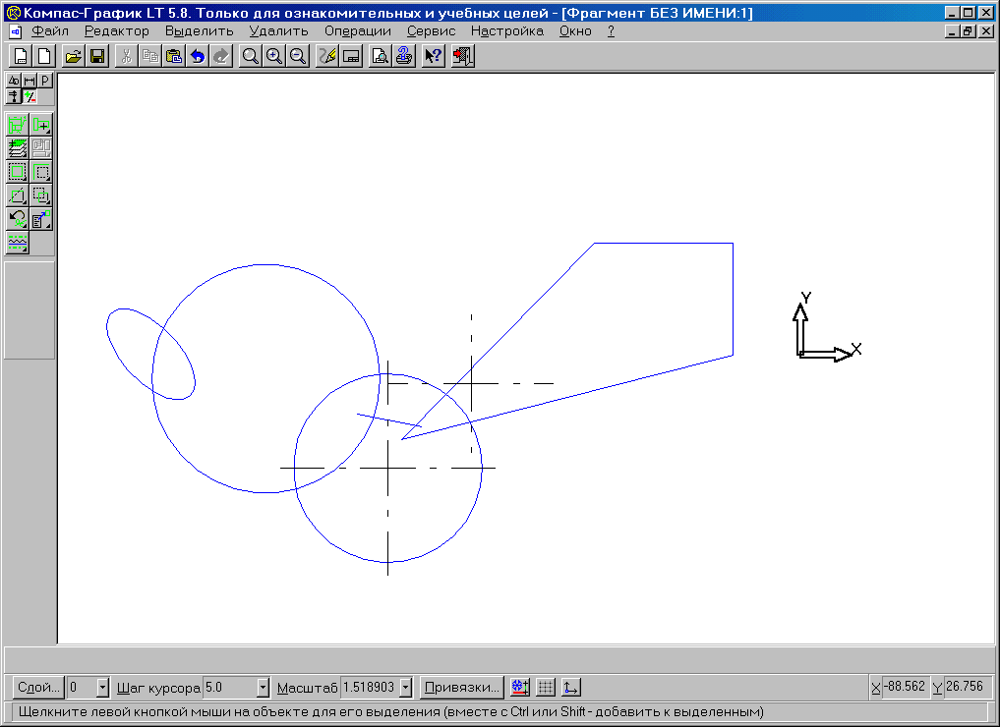 Компас-График LT 5.8. Только для ознакомительных и учебных целей - [Фрагмент БЕЗ ИМЕНИ:1]
Файл Редактор Выделить Удалить Операции Сервис Настройка Окно ?
P
Y
X
Слой... 0 Шаг курсора 5.0 Масштаб 1.518903 Привязки... X -88.562 Y 26.756
Щелкните левой кнопкой мыши на объекте для его выделения (вместе с Ctrl или Shift - добавить к выделенным)